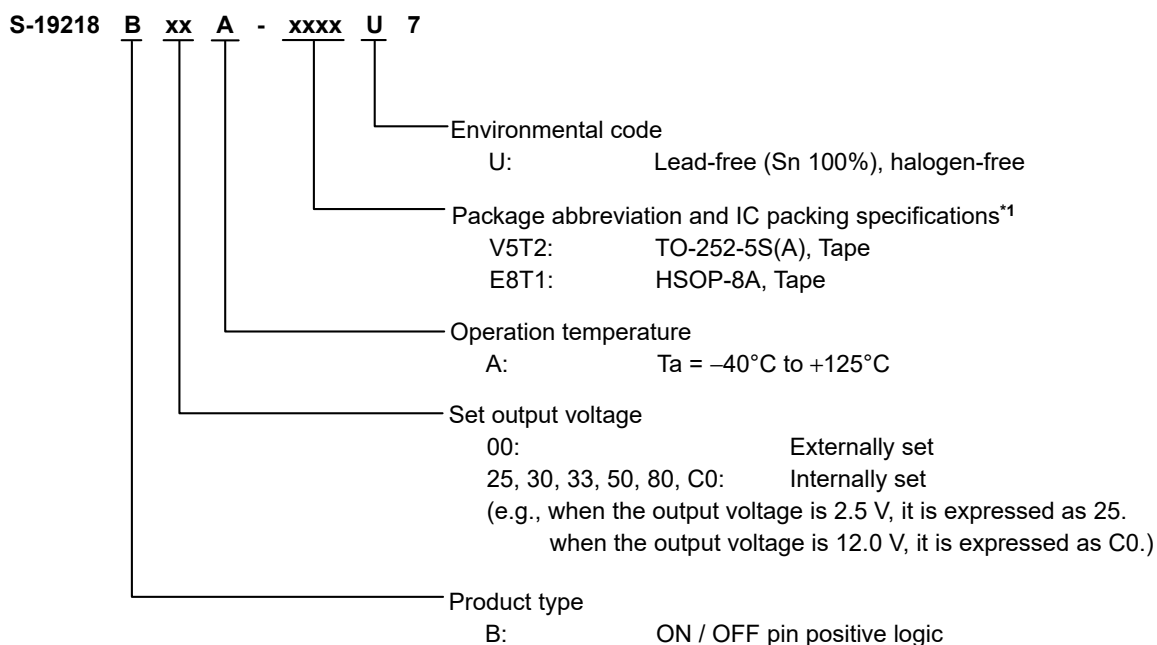 S-19218 B xx A - xxxx U 7
Environmental code
U: Lead-free (Sn 100%), halogen-free
Package abbreviation and IC packing specifications*1
V5T2: TO-252-5S(A), Tape
E8T1: HSOP-8A, Tape
Operation temperature
A: Ta = −40°C to +125°C
Set output voltage
00: Externally set
25, 30, 33, 50, 80, C0: Internally set
(e.g., when the output voltage is 2.5 V, it is expressed as 25.
when the output voltage is 12.0 V, it is expressed as C0.)
Product type
B: ON / OFF pin positive logic